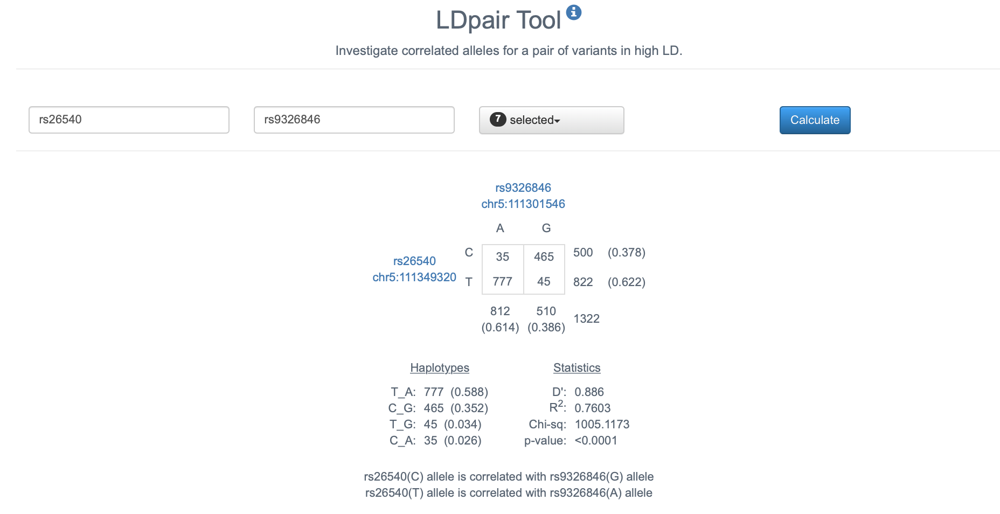 LDpair Tool
Investigate correlated alleles for a pair of variants in high LD.
rs26540 rs9326846 7 selected Calculate
rs9326846
chr5:111301546
A G
rs26540
chr5:111349320
C 35 465 500 (0.378)
T 777 45 822 (0.622)
812 510 1322
(0.614) (0.386)
Haplotypes Statistics
T_A: 777 (0.588) D': 0.886
C_G: 465 (0.352) R2: 0.7603
T_G: 45 (0.034) Chi-sq: 1005.1173
C_A: 35 (0.026) p-value: <0.0001
rs26540(C) allele is correlated with rs9326846(G) allele
rs26540(T) allele is correlated with rs9326846(A) allele